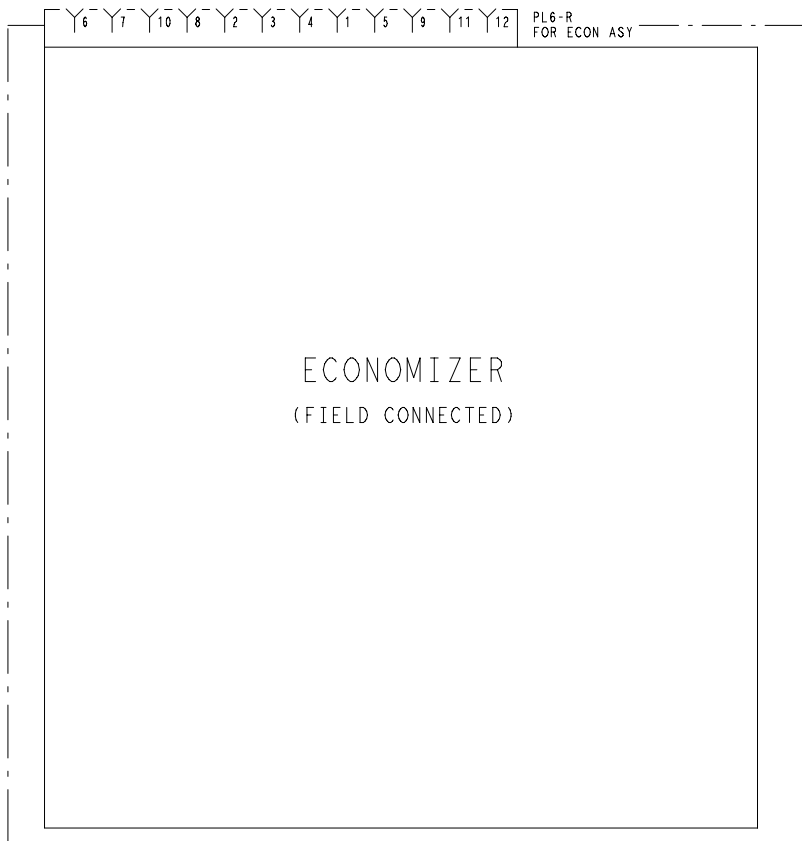 6 7 10 8 2 3 4 1 5 9 11 12
PL6-R
FOR ECON ASY
ECONOMIZER
(FIELD CONNECTED)